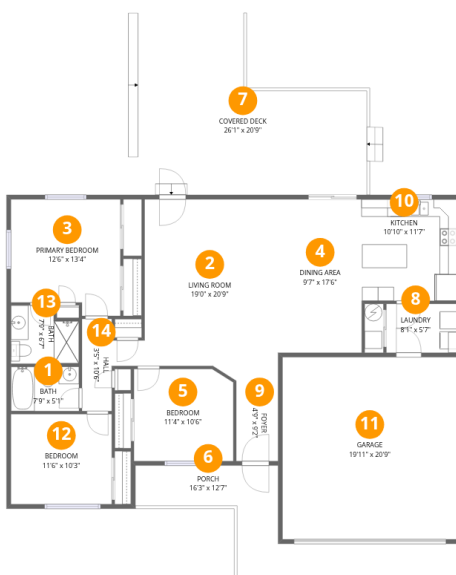 7
COVERED DECK
26'1" x 20'9"
10
KITCHEN
10'10" x 11'7"
3
PRIMARY BEDROOM
12'6" x 13'4"
2
LIVING ROOM
19'0" x 20'9"
4
DINING AREA
9'7" x 17'6"
13
BATH
7'9" x 6'7"
14
HALL
3'5" x 10'6"
8
LAUNDRY
8'1" x 5'7"
1
BATH
7'9" x 5'1"
5
BEDROOM
11'4" x 10'6"
9
FOYER
4'9" x 9'2"
12
BEDROOM
11'6" x 10'3"
11
GARAGE
19'11" x 20'9"
6
PORCH
16'3" x 12'7"